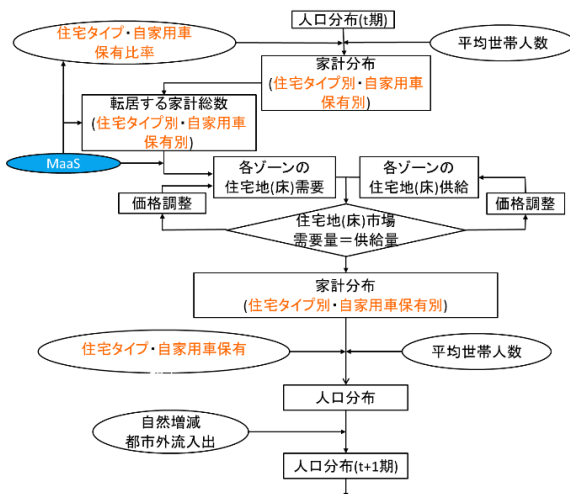 人口分布(t期)
住宅タイプ・自家用車
保有比率
平均世帯人数
家計分布
(住宅タイプ別・自家用車
保有別)
転居する家計総数
(住宅タイプ別・自家用車
保有別)
MaaS
各ゾーンの
住宅地(床)需要
各ゾーンの
住宅地(床)供給
価格調整
価格調整
住宅地(床)市場
需要量=供給量
家計分布
(住宅タイプ別・自家用車保有別)
住宅タイプ・自家用車保有
平均世帯人数
人口分布
自然増減
都市外流入出
人口分布(t+1期)